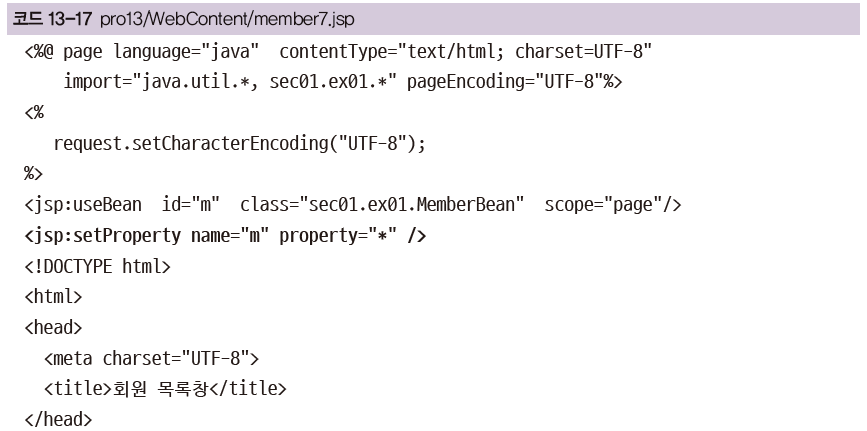 코드 13-17 pro13/WebContent/member7.jsp
<%@ page language="java"  contentType="text/html; charset=UTF-8"
    import="java.util.*, sec01.ex01.*" pageEncoding="UTF-8"%>
<%
   request.setCharacterEncoding("UTF-8");
%>
<jsp:useBean  id="m"  class="sec01.ex01.MemberBean"  scope="page"/>
<jsp:setProperty name="m" property="*" />
<!DOCTYPE html>
<html>
<head>
  <meta charset="UTF-8">
  <title>회원 목록창</title>
</head>